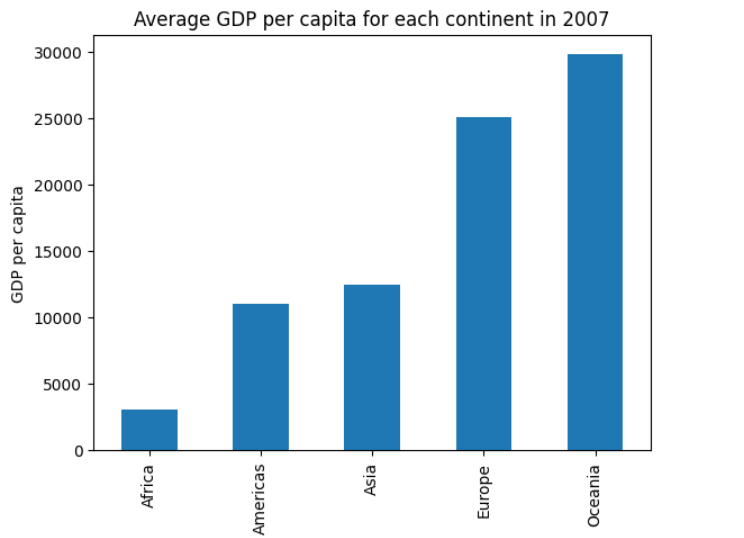 Average GDP per capita for each continent in 2007
GDP per capita
30000
25000
20000
15000
10000
5000
0
Africa
Americas
Asia
Europe
Oceania